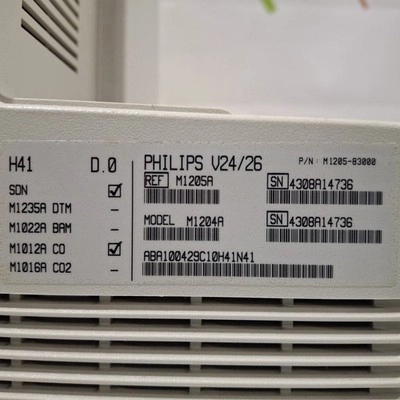 H41 D.0
SDN ☑
M1235A DTM –
M1022A BAM –
M1012A CO ☑
M1016A CO2 –
PHILIPS V24/26 P/N: M1205-83000
REF M1205A SN 4308A14736
MODEL M1204A SN 4308A14736
ABA100429C10H41N41